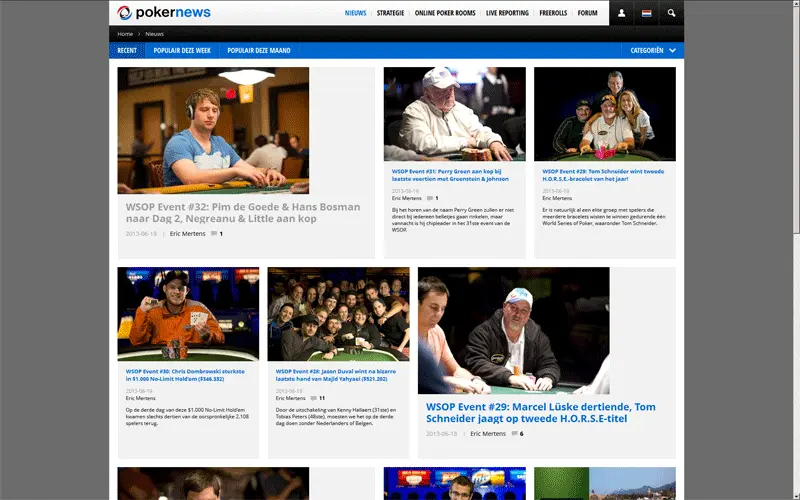 pokernews
NIEUWS STRATEGIE ONLINE POKER ROOMS LIVE REPORTING FREEROLLS FORUM
Home > Nieuws
RECENT POPULAIR DEZE WEEK POPULAIR DEZE MAAND CATEGORIËN
WSOP Event #32: Pim de Goede & Hans Bosman
naar Dag 2, Negreanu & Little aan kop
2013-06-19 | Eric Mertens 1
WSOP Event #31: Perry Green aan kop bij
laatste veertien met Greenstein & Johnson
2013-06-19
Eric Mertens 1
Bij het horen van de naam Perry Green zullen er niet
direct bij iedereen belletjes gaan rinkelen, maar
vannacht is hij chipleader in het 31ste event van de
WSOP.
WSOP Event #29: Tom Schneider wint tweede
H.O.R.S.E.-bracelet van het jaar!
2013-06-19
Eric Mertens
Er is natuurlijk al een elite groep met spelers die
meerdere bracelets wisten te winnen gedurende één
World Series of Poker, waaronder Tom Schneider.
WSOP Event #30: Chris Dombrowski sterkste
in $1.000 No-Limit Hold'em ($346.332)
2013-06-19
Eric Mertens
Op de derde dag van deze $1.000 No-Limit Hold'em
kwamen slechts dertien van de oorspronkelijke 2,108
spelers terug.
WSOP Event #28: Jason Duval wint na bizarre
laatste hand van Majid Yahyaei ($521.202)
2013-06-19
Eric Mertens 11
Door de uitschakeling van Kenny Hallaert (31ste) en
Tobias Peters (48ste), moesten we het op de derde
dag doen zonder Nederlanders of Belgen.
WSOP Event #29: Marcel Lüske dertiende, Tom
Schneider jaagt op tweede H.O.R.S.E-titel
2013-06-18 | Eric Mertens 6